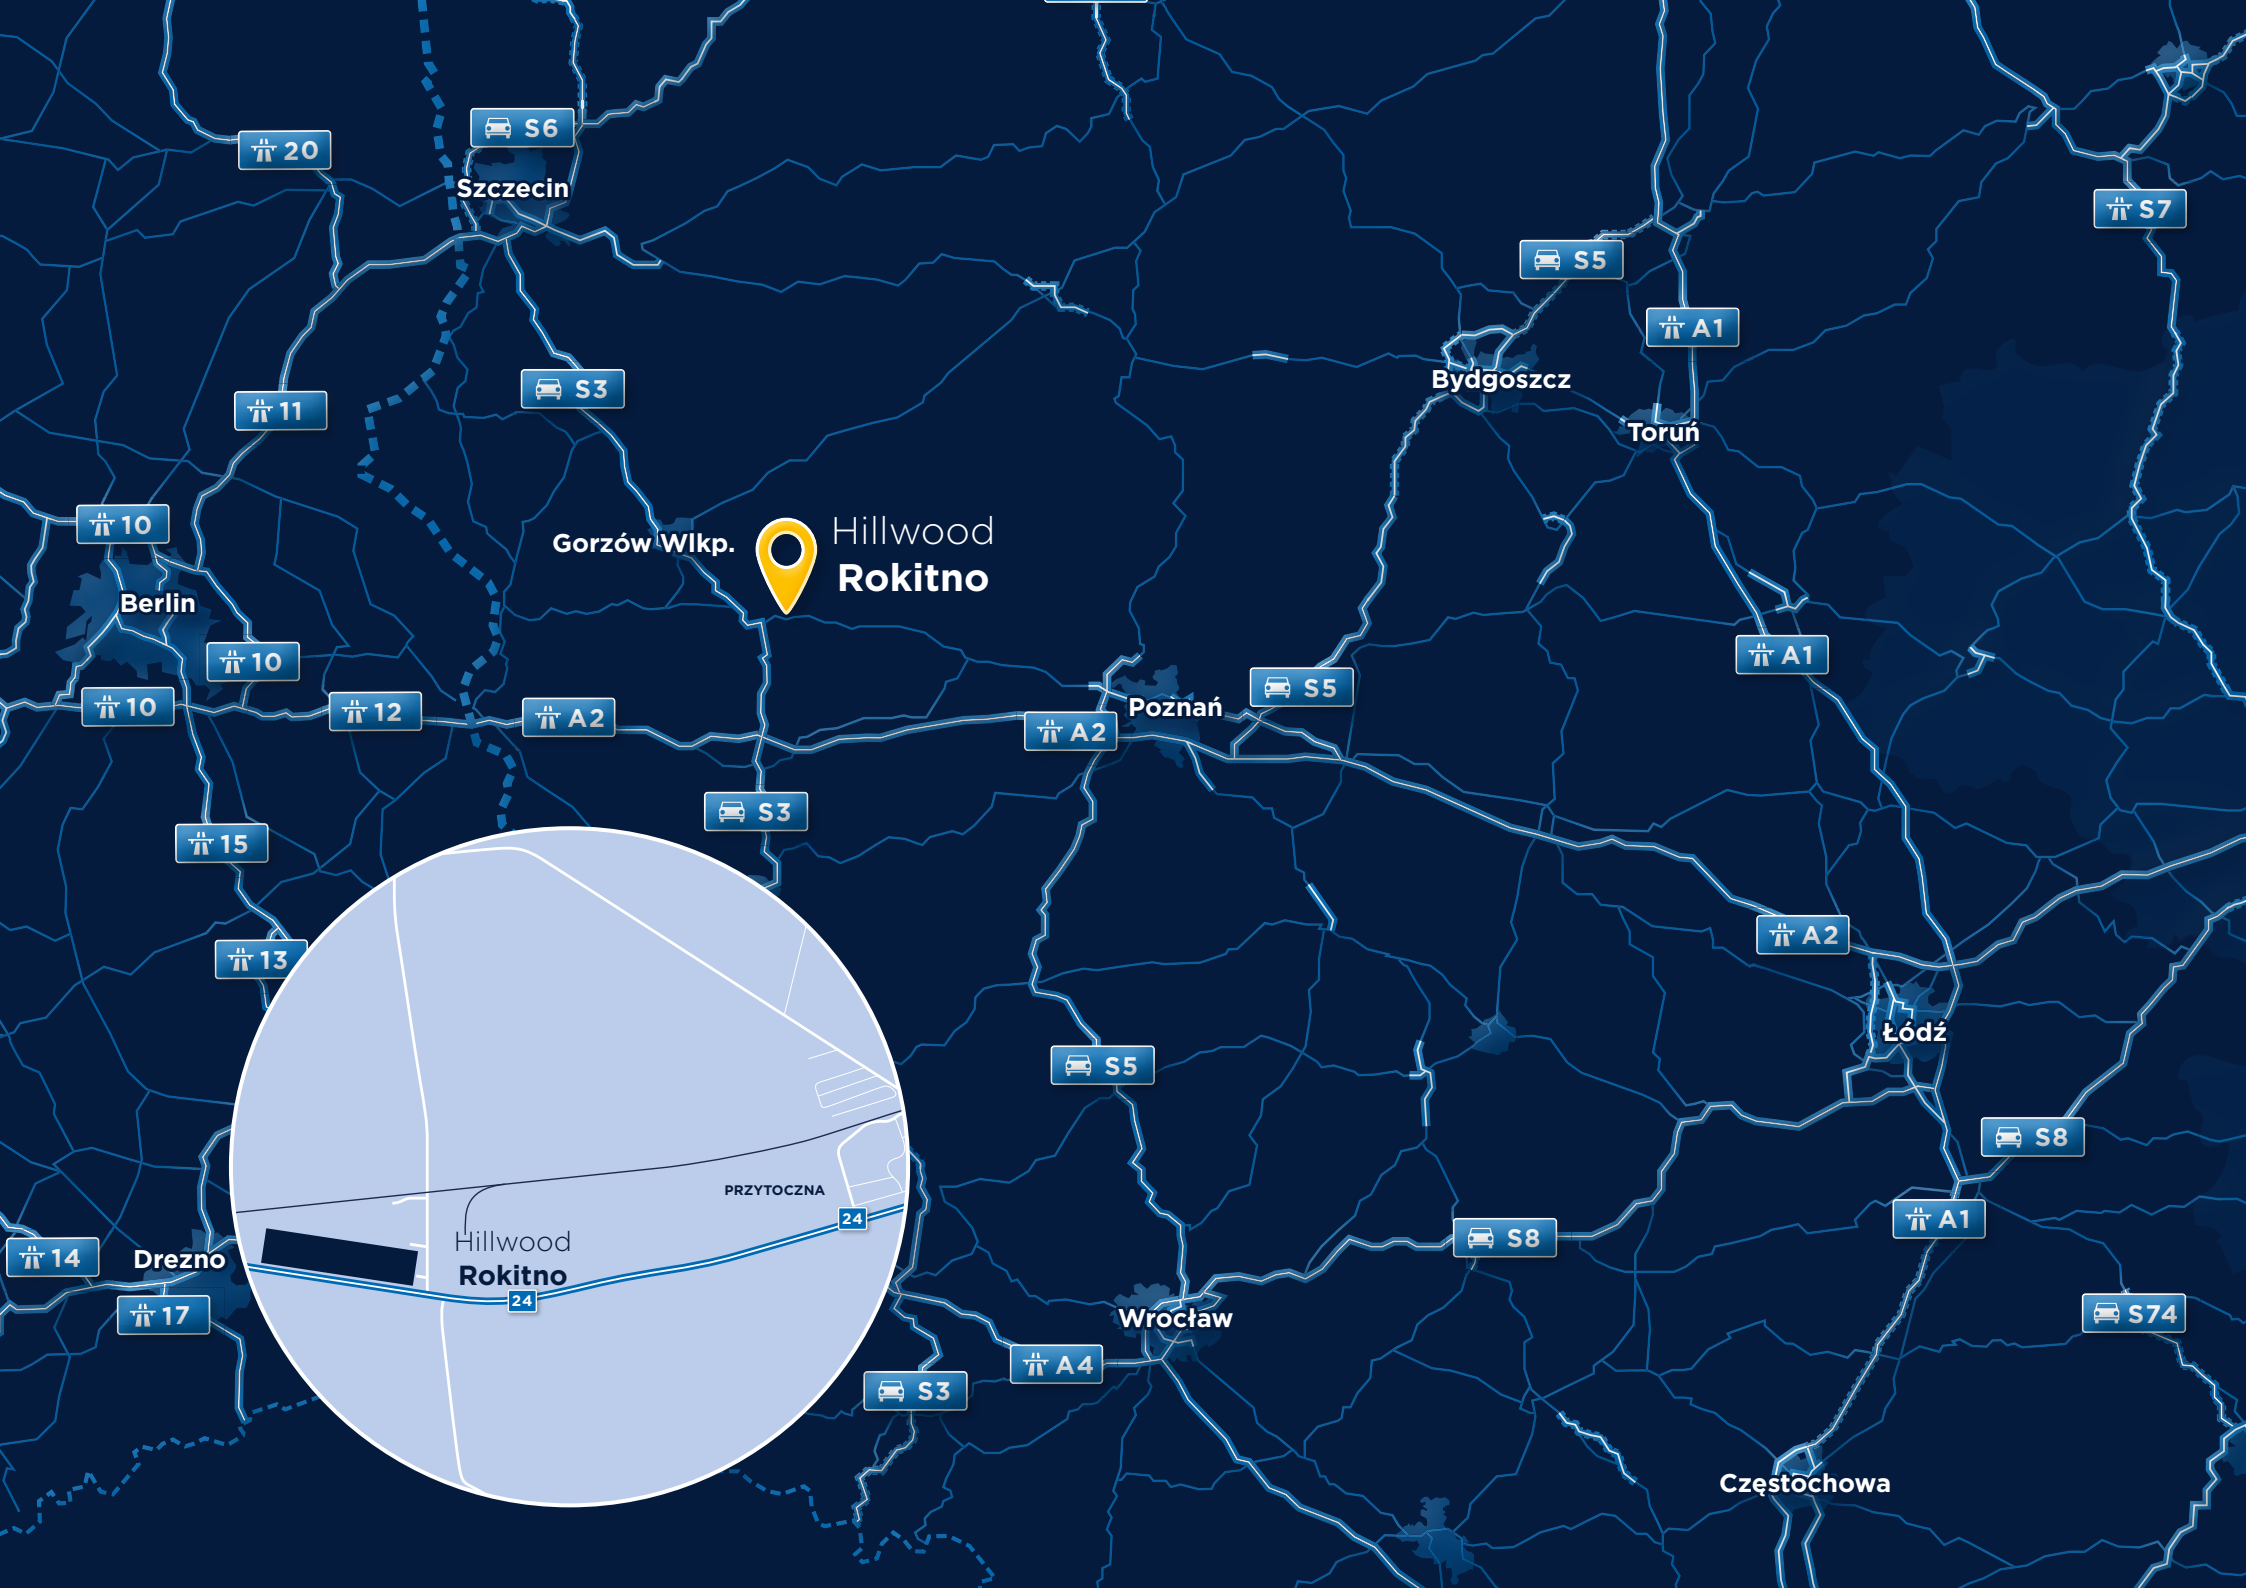 S6
20
Szczecin
S7
S5
A1
S3
Bydgoszcz
11
Toruń
10
Hillwood
Rokitno
Gorzów Wlkp.
Berlin
10
A1
10
12
A2
S5
Poznań
A2
S3
15
A2
13
Łódź
S5
S8
PRZYTOCZNA
24
A1
Hillwood
Rokitno
24
S8
14
Drezno
17
Wrocław
S74
A4
S3
Częstochowa